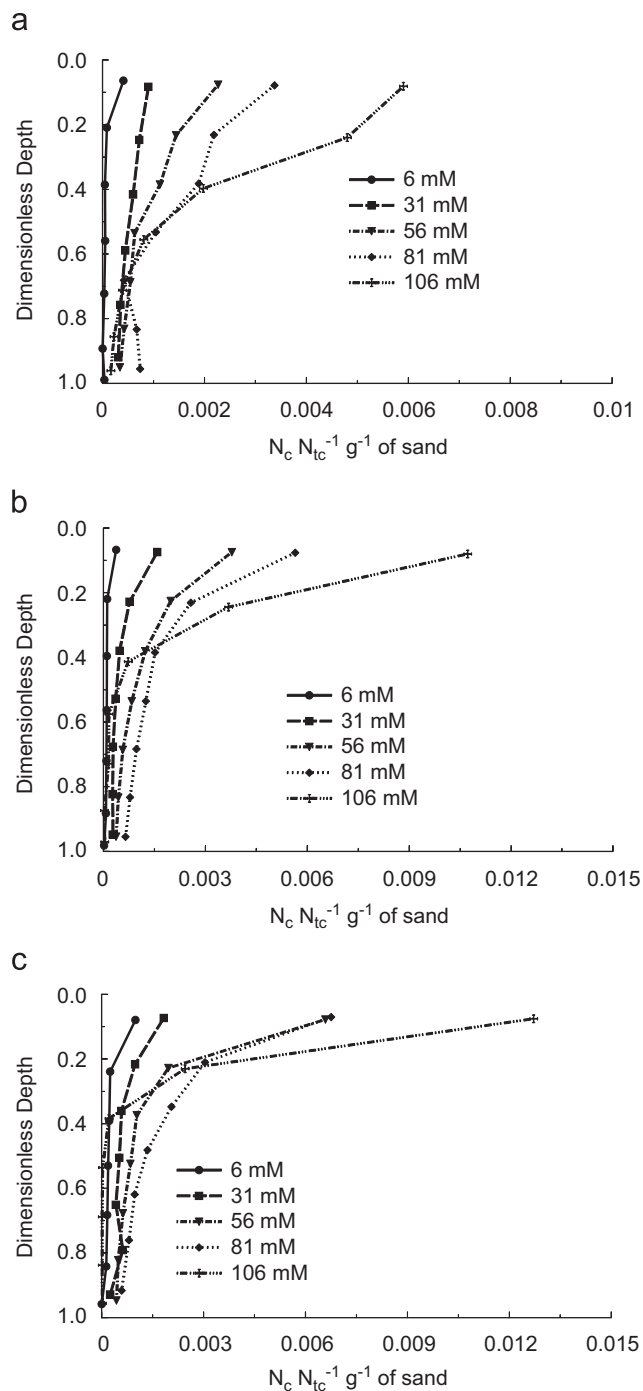 a
0.0
0.2
0.4
0.6
0.8
1.0
Dimensionless Depth
6 mM
31 mM
56 mM
81 mM
106 mM
0 0.002 0.004 0.006 0.008 0.01
N_c N_tc^-1 g^-1 of sand
b
0.0
0.2
0.4
0.6
0.8
1.0
Dimensionless Depth
6 mM
31 mM
56 mM
81 mM
106 mM
0 0.003 0.006 0.009 0.012 0.015
N_c N_tc^-1 g^-1 of sand
c
0.0
0.2
0.4
0.6
0.8
1.0
Dimensionless Depth
6 mM
31 mM
56 mM
81 mM
106 mM
0 0.003 0.006 0.009 0.012 0.015
N_c N_tc^-1 g^-1 of sand